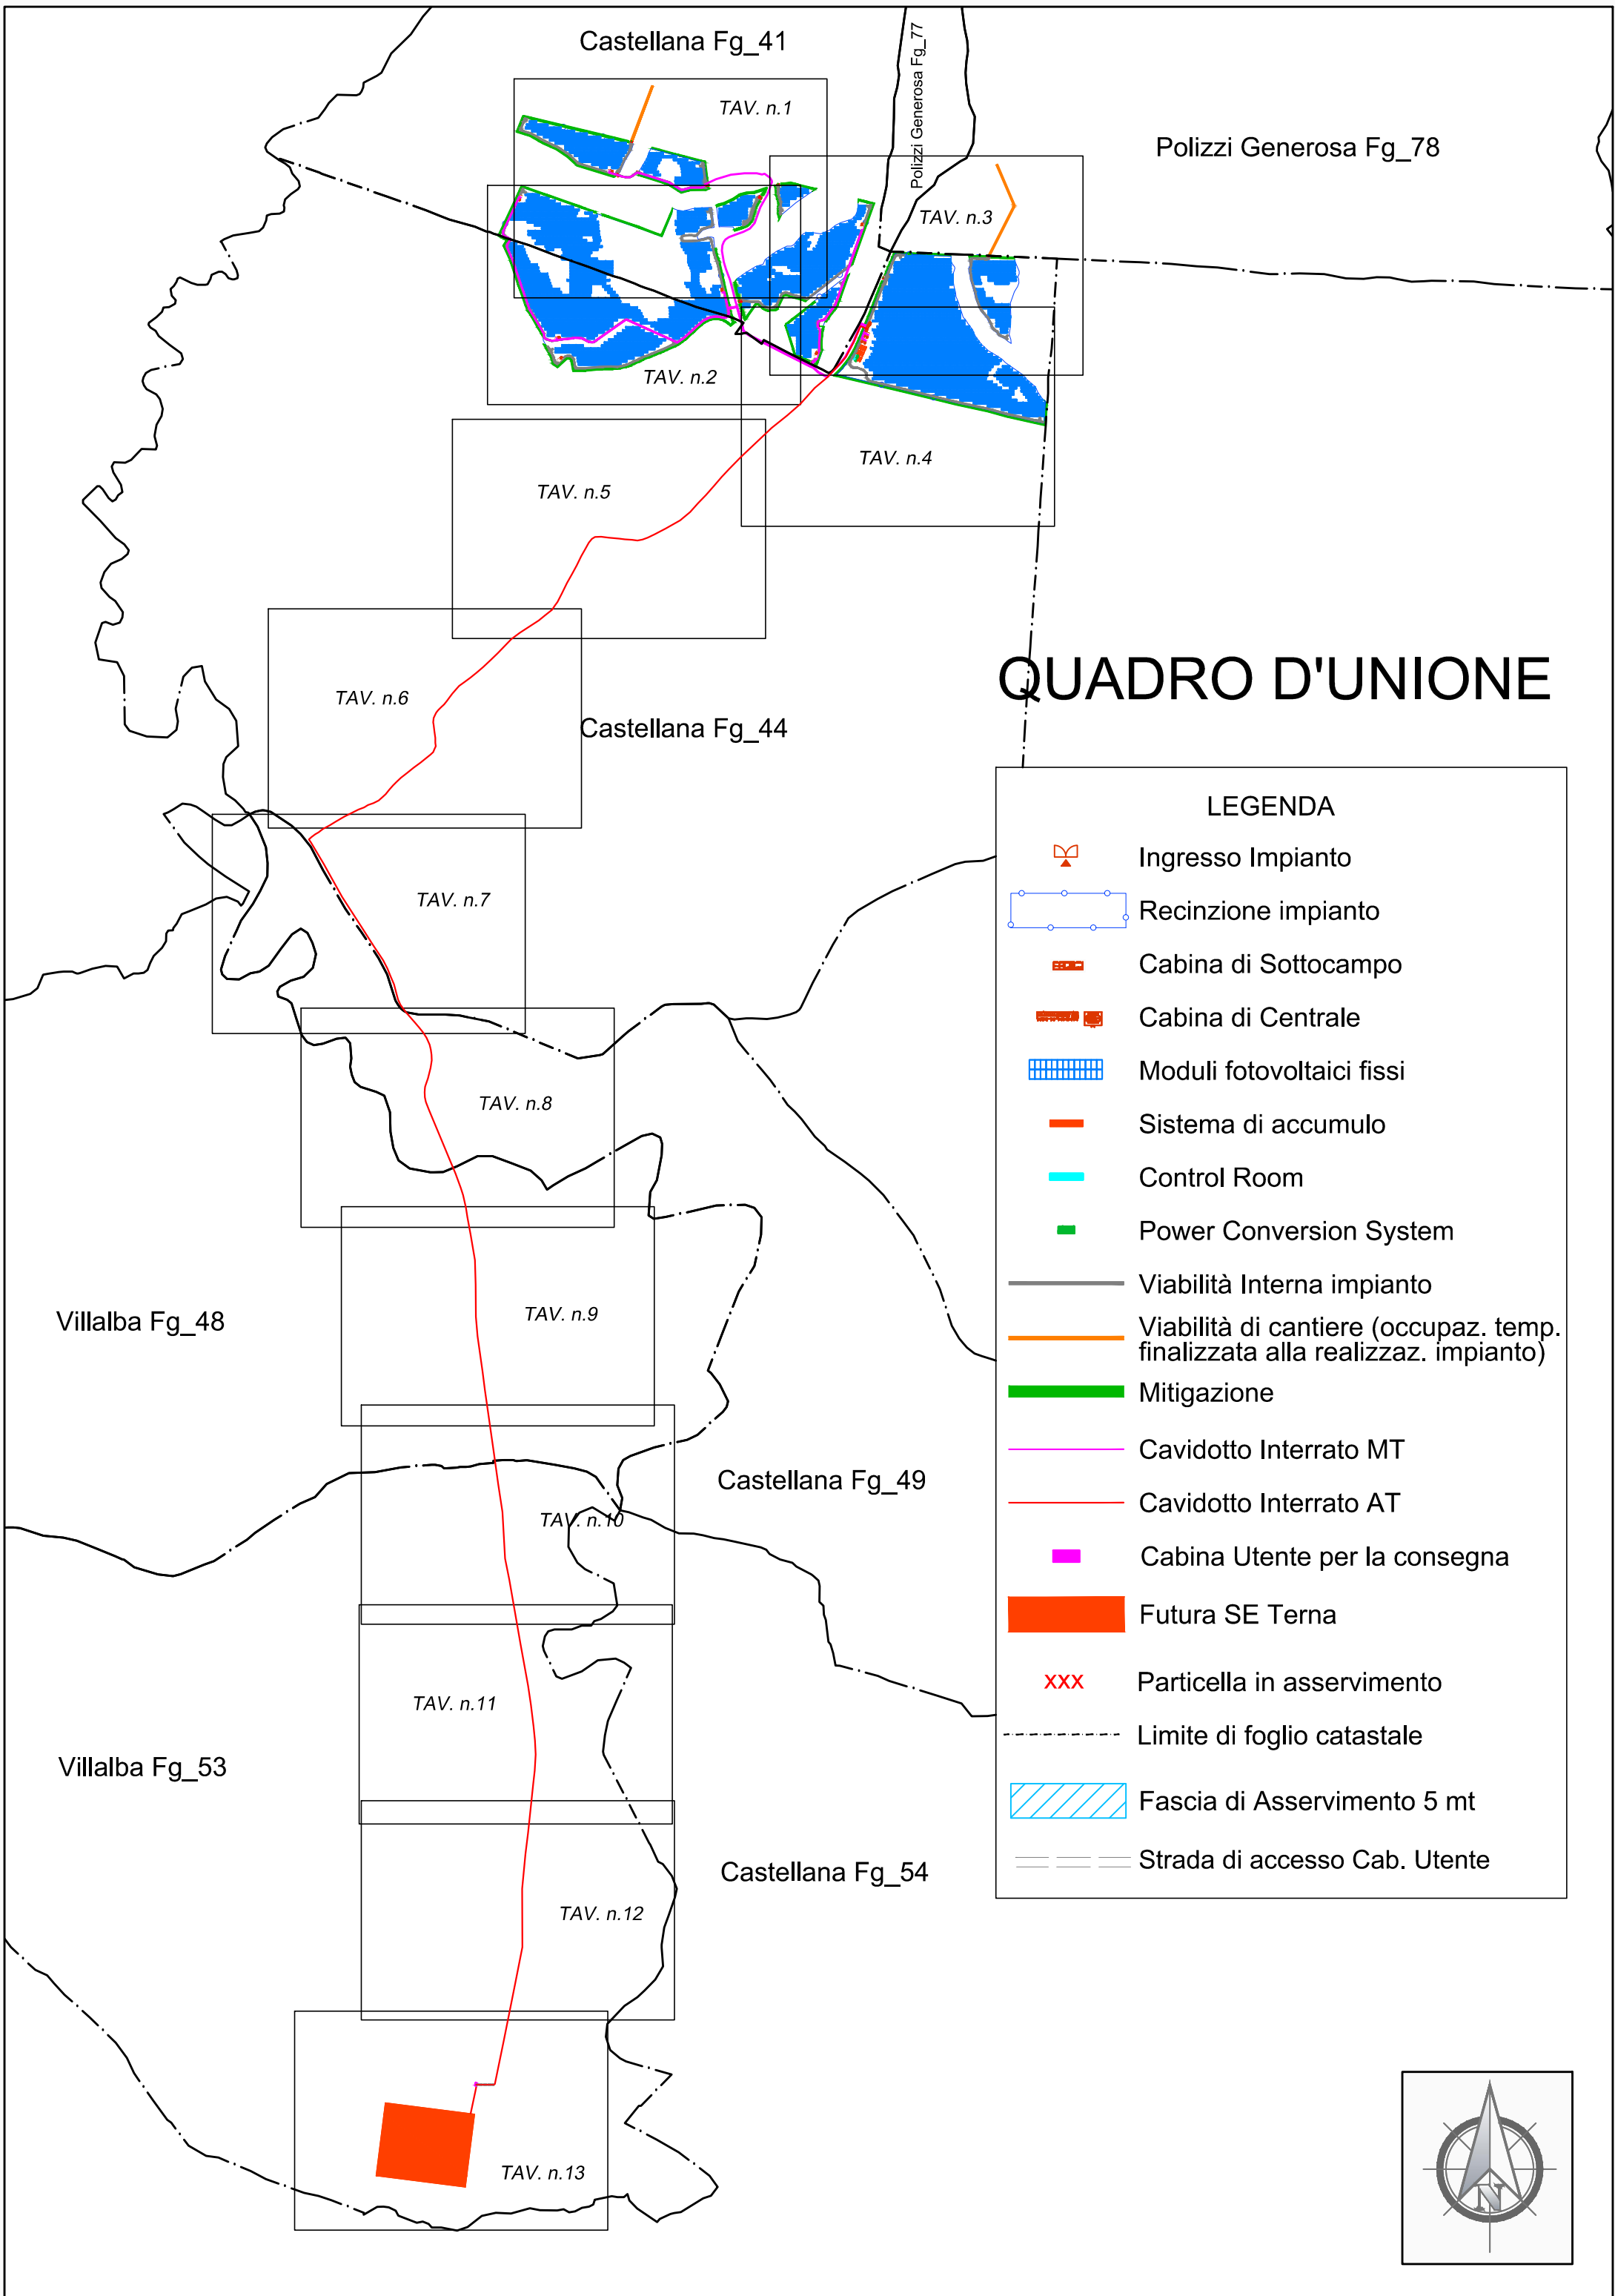 Castellana Fg_41
Polizzi Generosa Fg_77
TAV. n.1
Polizzi Generosa Fg_78
TAV. n.3
TAV. n.2
TAV. n.4
TAV. n.5
QUADRO D'UNIONE
TAV. n.6
Castellana Fg_44
TAV. n.7
TAV. n.8
Villalba Fg_48
TAV. n.9
Castellana Fg_49
TAV. n.10
TAV. n.11
Villalba Fg_53
Castellana Fg_54
TAV. n.12
TAV. n.13
LEGENDA
Ingresso Impianto
Recinzione impianto
Cabina di Sottocampo
Cabina di Centrale
Moduli fotovoltaici fissi
Sistema di accumulo
Control Room
Power Conversion System
Viabilità Interna impianto
Viabilità di cantiere (occupaz. temp.
finalizzata alla realizzaz. impianto)
Mitigazione
Cavidotto Interrato MT
Cavidotto Interrato AT
Cabina Utente per la consegna
Futura SE Terna
xxx Particella in asservimento
Limite di foglio catastale
Fascia di Asservimento 5 mt
Strada di accesso Cab. Utente
N